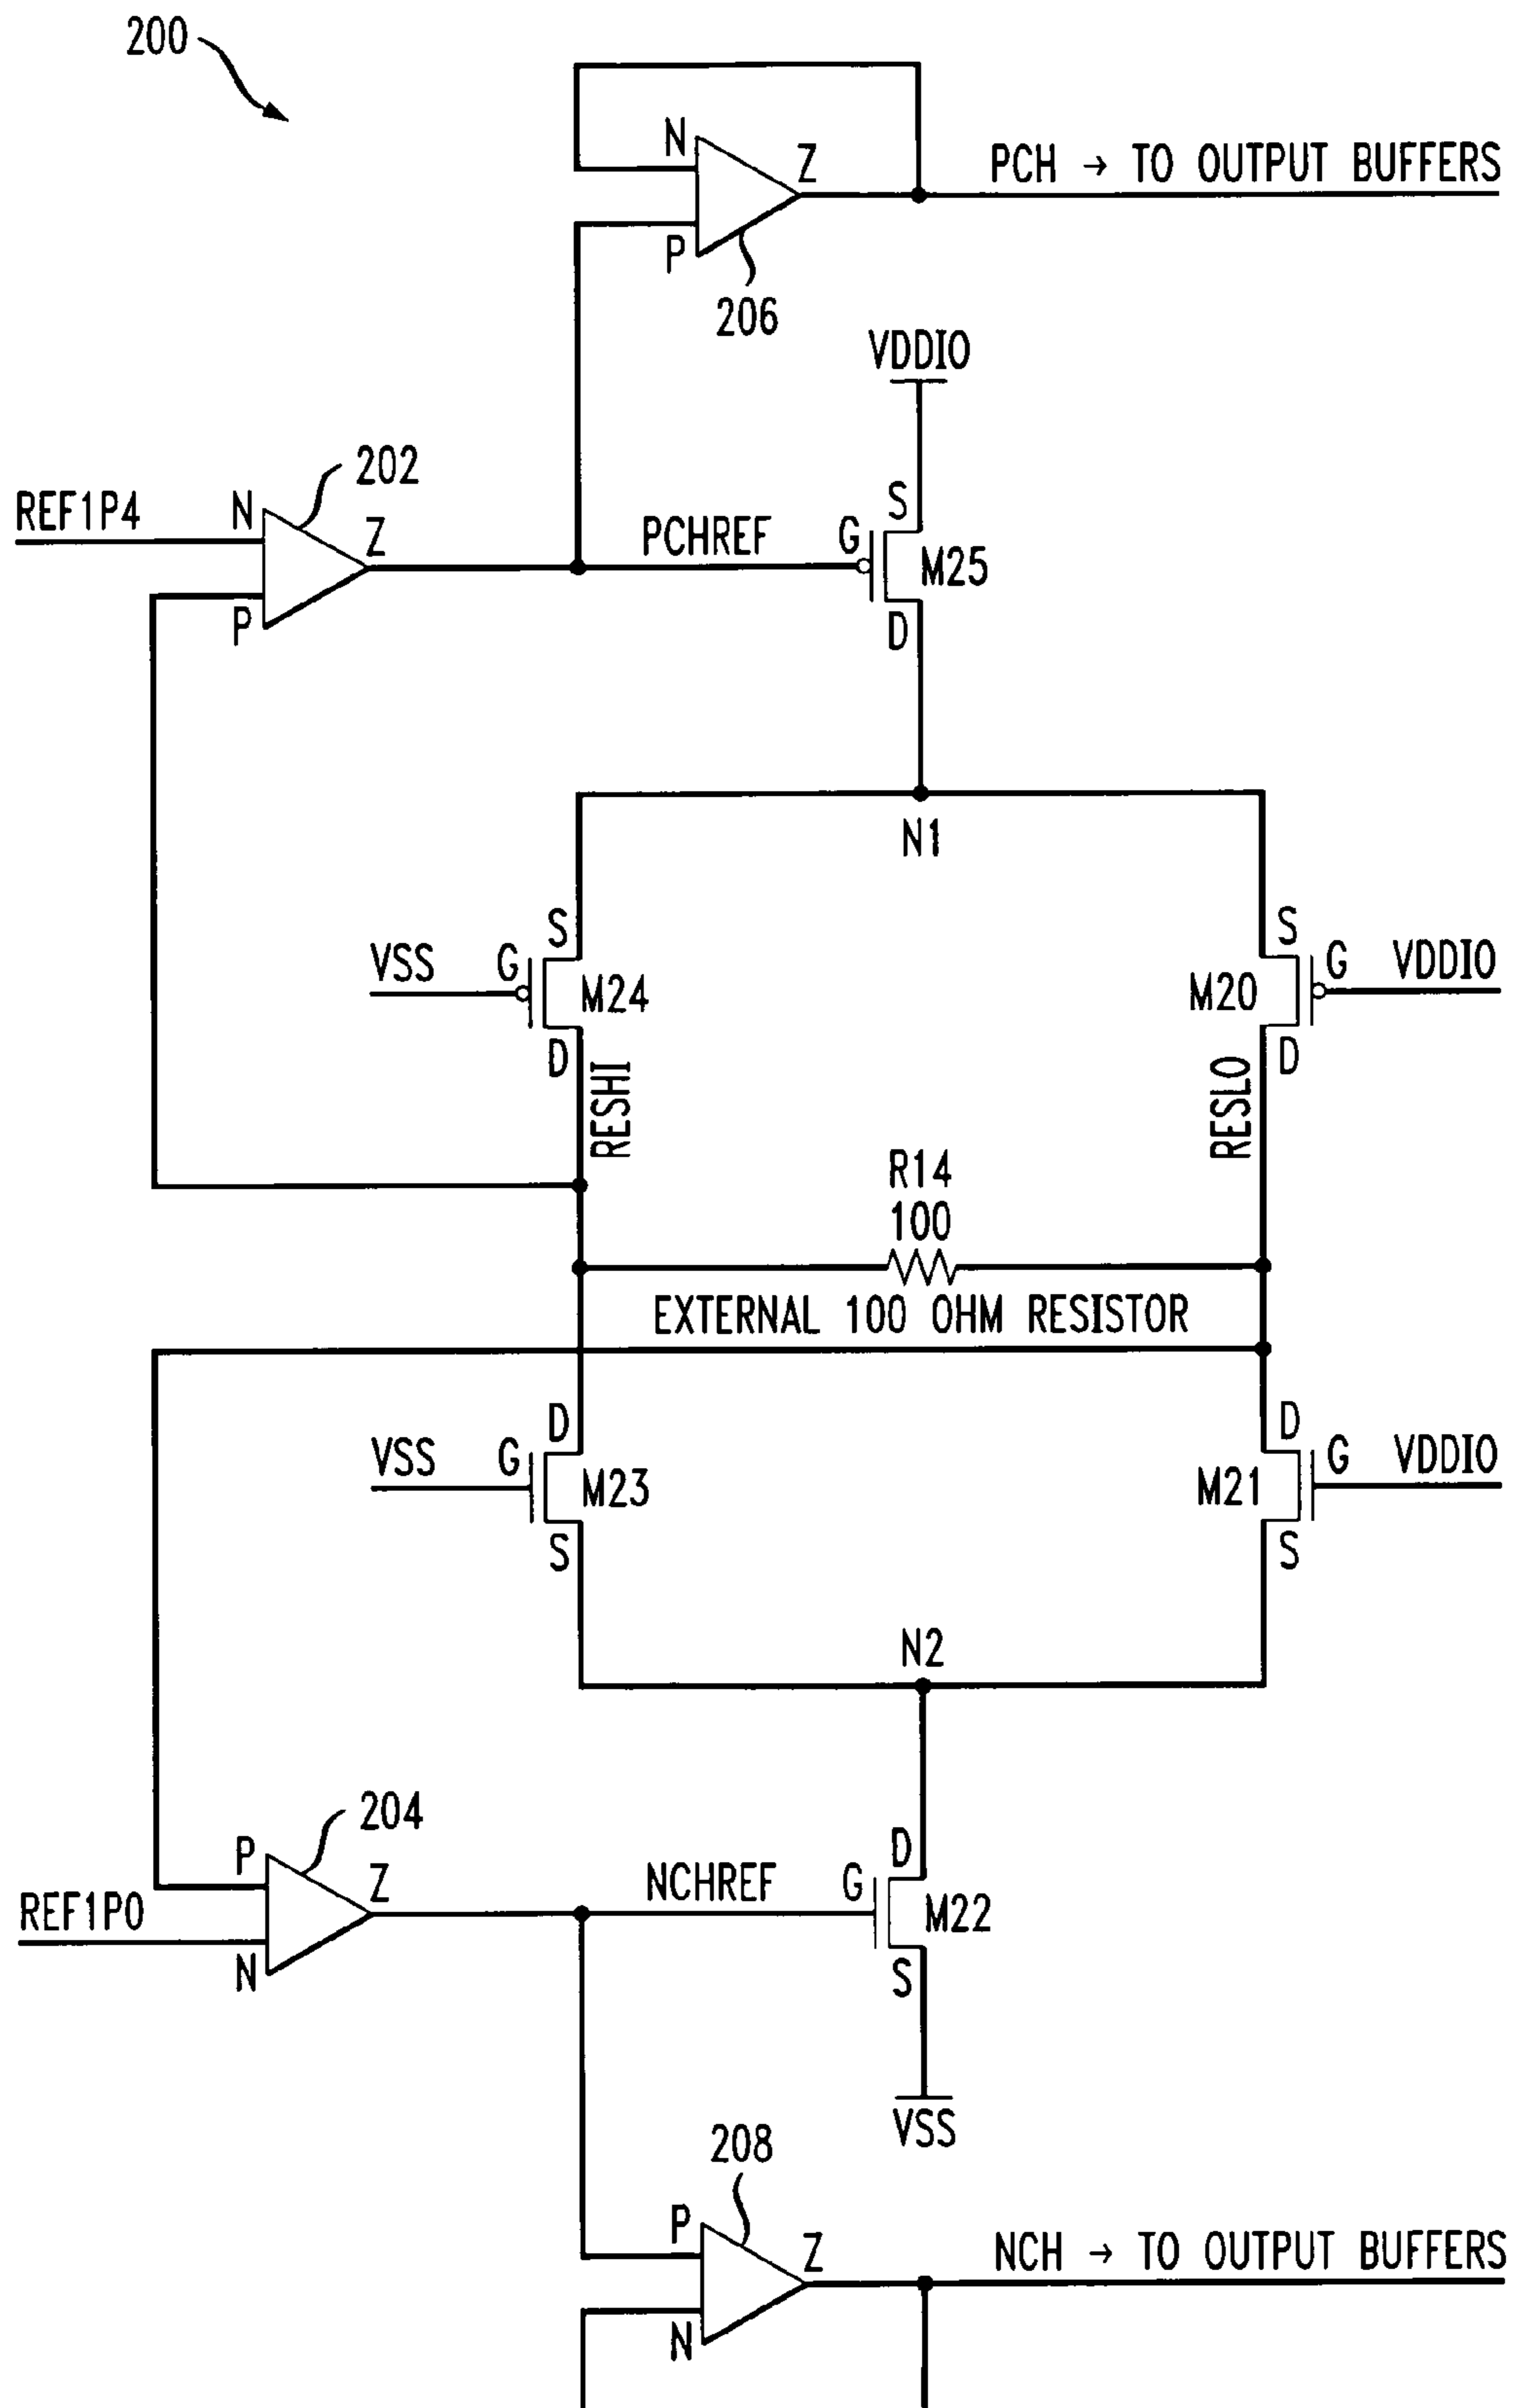 200
N
Z
PCH → TO OUTPUT BUFFERS
P
206
VDDIO
202
REF1P4
N
Z
PCHREF
S
G
M25
P
D
N1
S
S
VSS
G
M24
M20
G
VDDIO
D
D
RESHI
RESLO
R14
100
EXTERNAL 100 OHM RESISTOR
D
D
VSS
G
M23
M21
G
VDDIO
S
S
N2
204
P
Z
NCHREF
D
G
M22
REF1P0
N
S
VSS
208
P
Z
NCH → TO OUTPUT BUFFERS
N